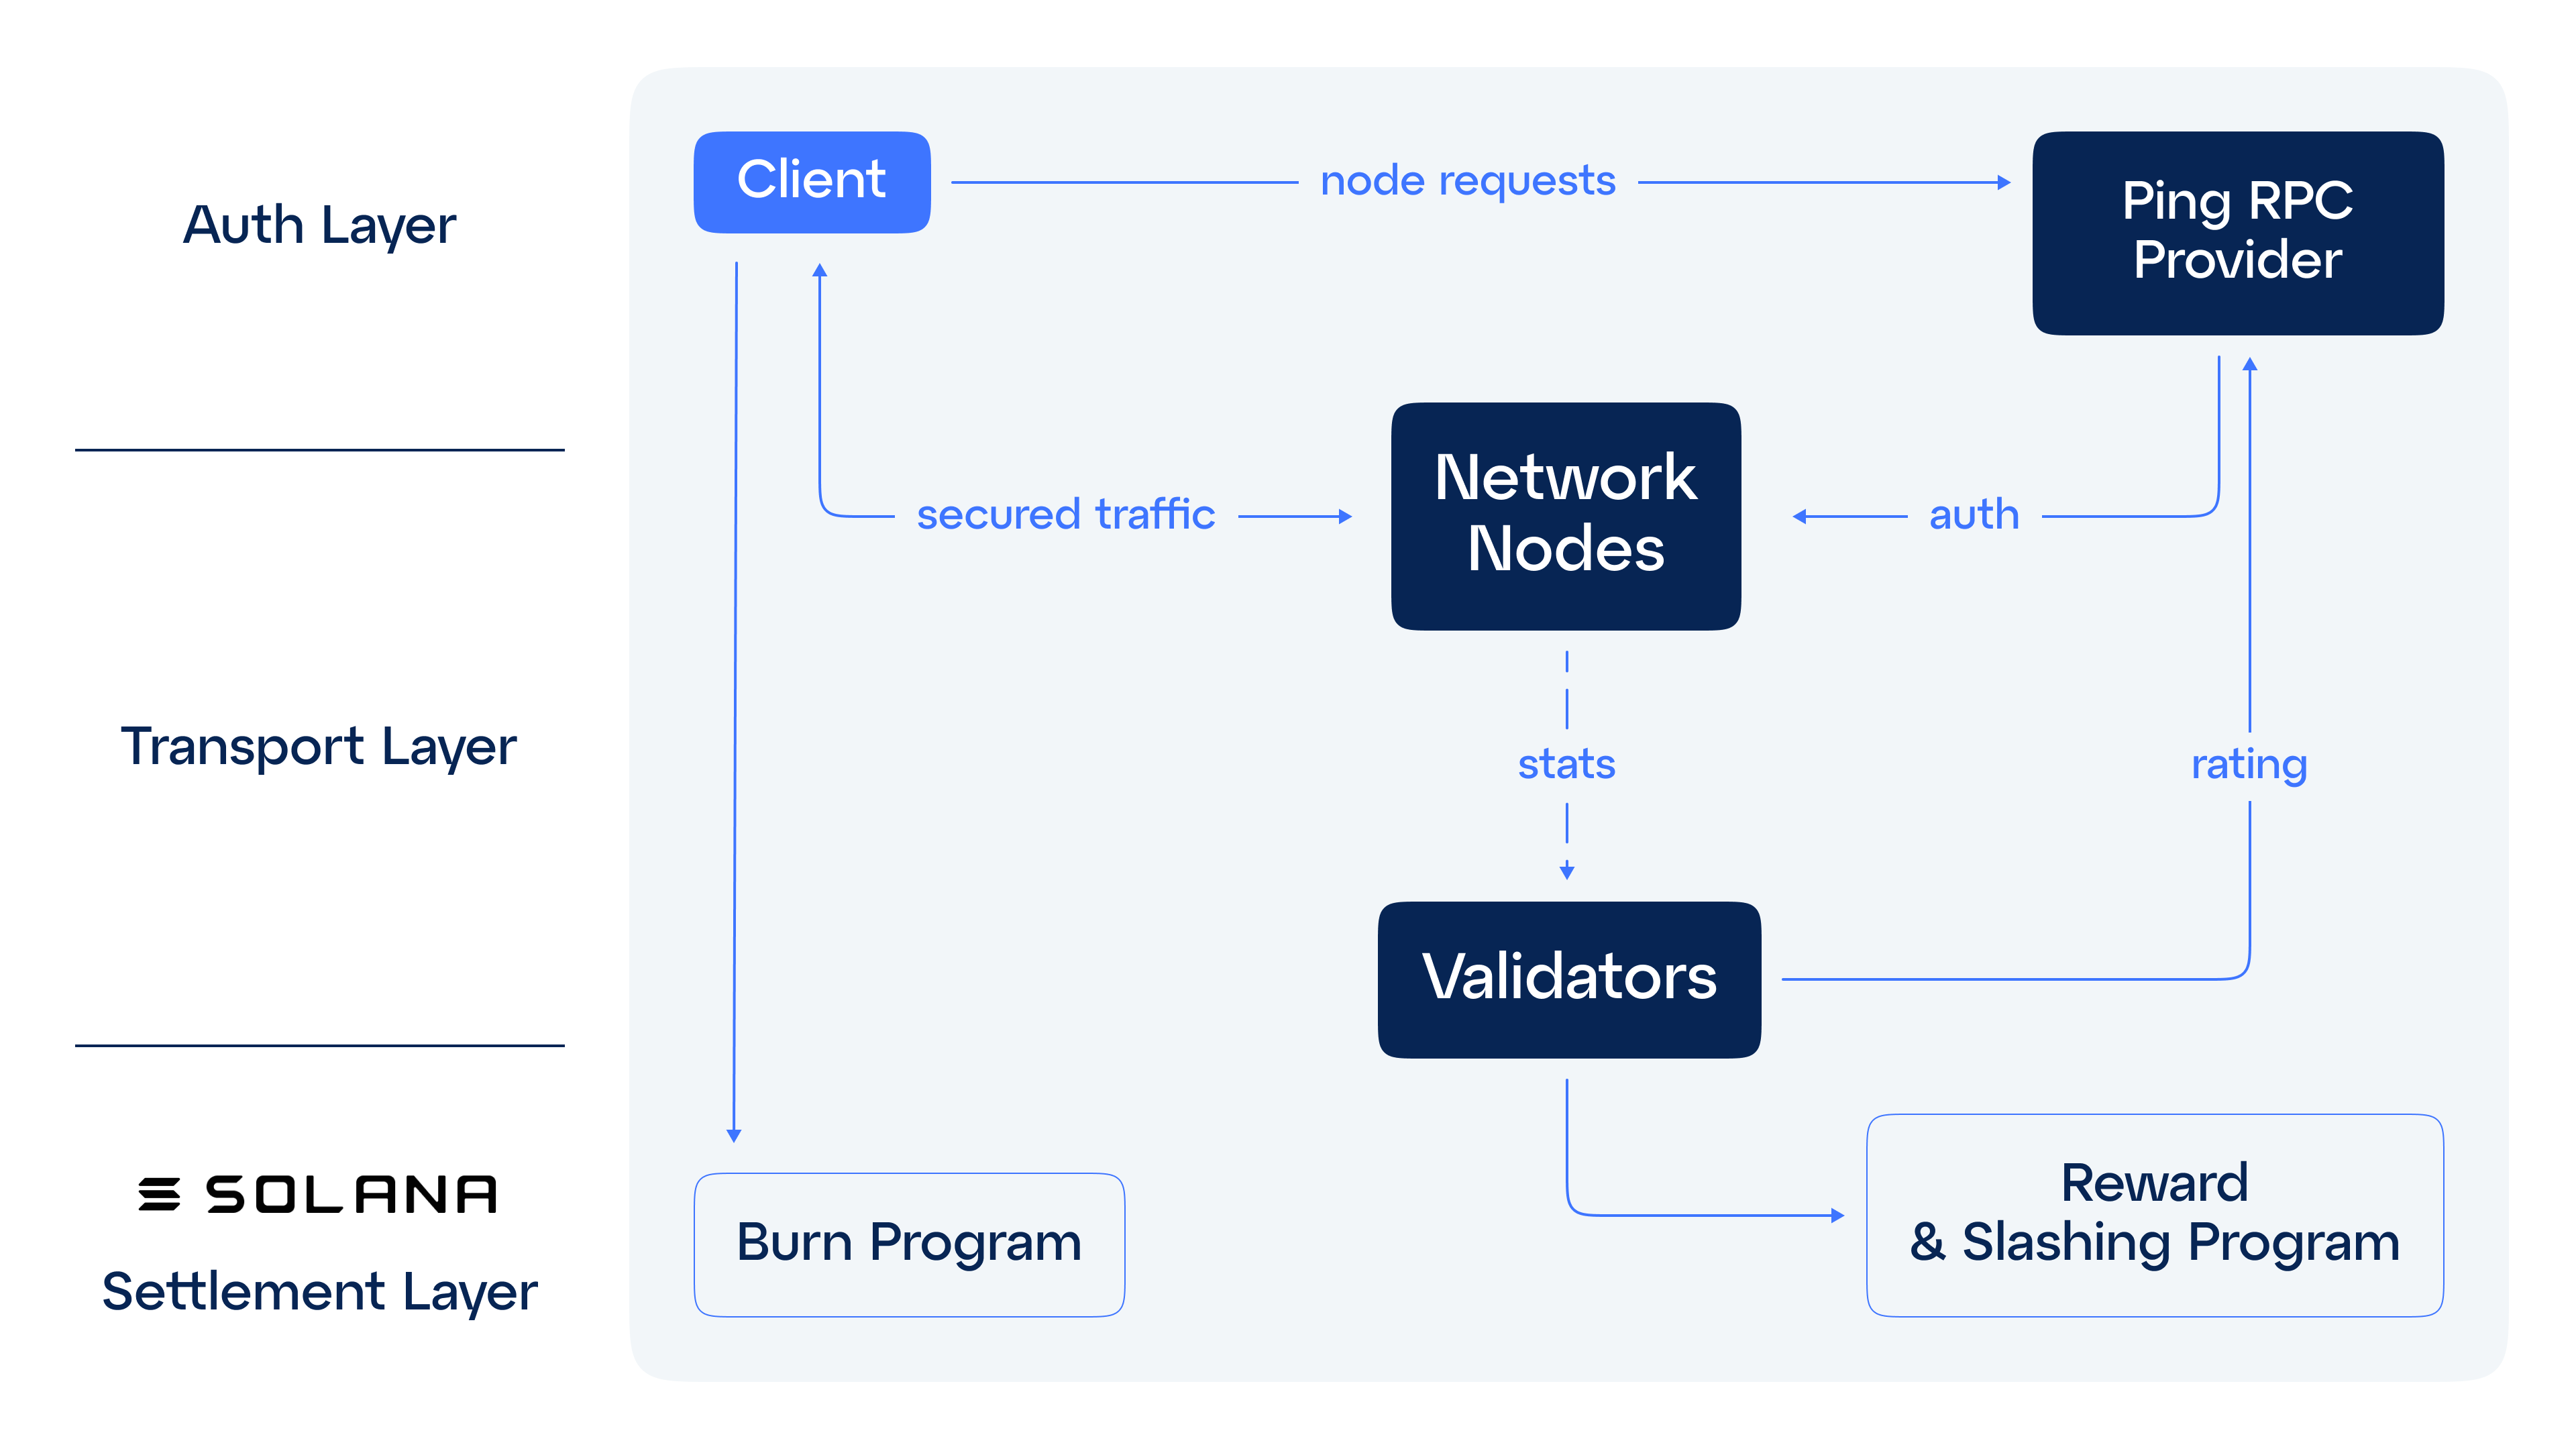 Auth Layer
Transport Layer
SOLANA
Settlement Layer
Client
node requests
Ping RPC
Provider
secured traffic
Network
Nodes
auth
stats
rating
Validators
Burn Program
Reward
& Slashing Program